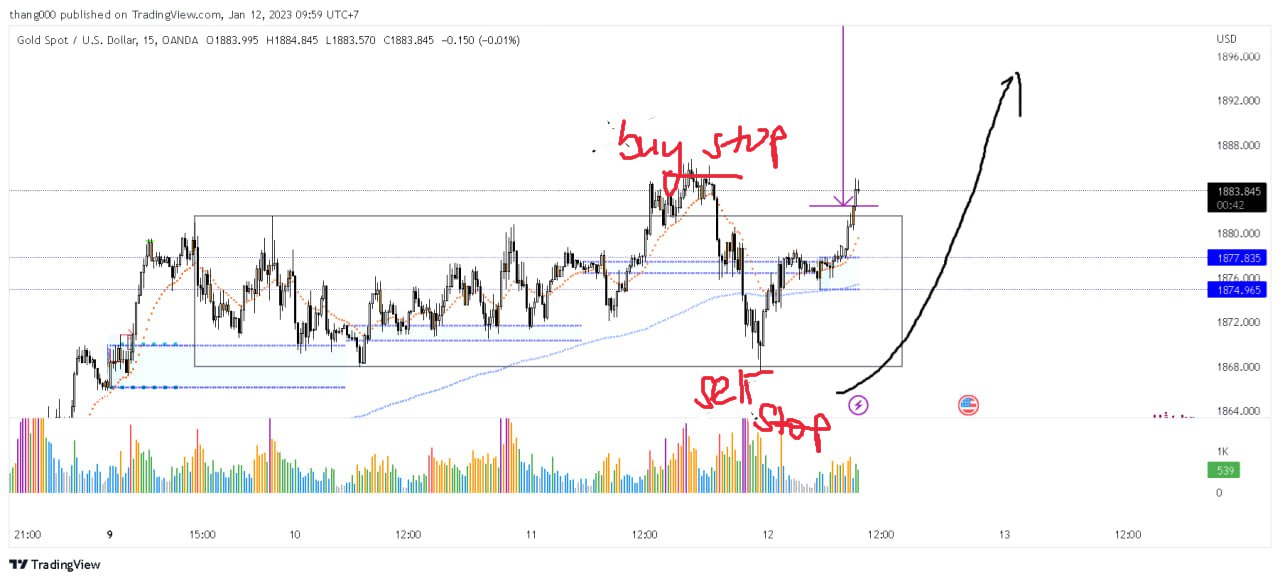 thang000 published on TradingView.com, Jan 12, 2023 09:59 UTC+7
Gold Spot / U.S. Dollar, 15, OANDA O1883.995 H1884.845 L1883.570 C1883.845 −0.150 (−0.01%)
USD
1896.000
1892.000
1888.000
buy stop
1883.845
00:42
1880.000
1877.835
1876.000
1874.965
1872.000
1868.000
sell
stop
1864.000
1K
539
0
21:00 9 15:00 10 12:00 11 12:00 12 12:00 13 12:00
TradingView